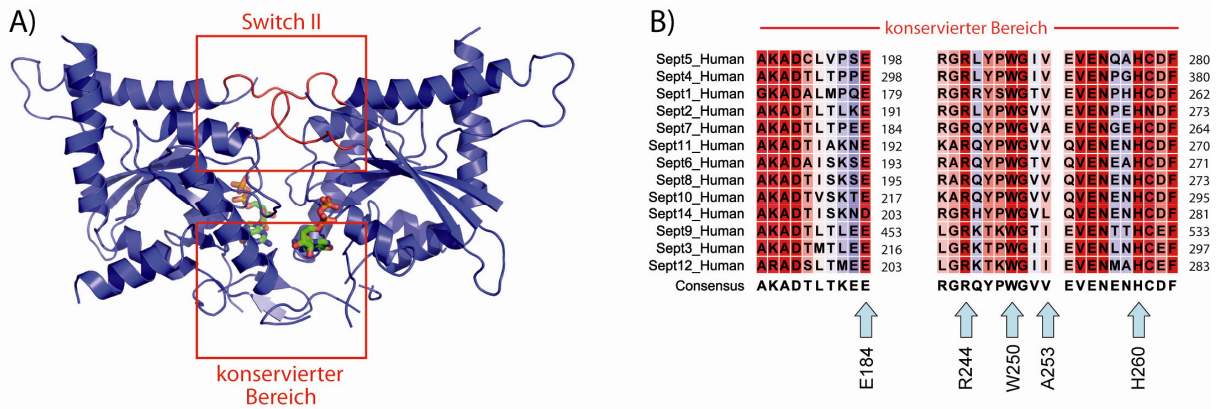 A)
Switch II
konservierter
Bereich
B)
konservierter Bereich
Sept5_Human AKADCLVPSE 198 RGRLYPWGIV EVENQAHCDF 280
Sept4_Human AKADTLTPPE 298 RGRLYPWGIV EVENPGHCDF 380
Sept1_Human GKADALMPQE 179 RGRRYSWGTV EVENPHHCDF 262
Sept2_Human AKADTLTLKE 191 RGRLYPWGVV EVENPEHCDF 273
Sept7_Human AKADTLTPEE 184 RGRQYPWGVA EVENGEHCDF 264
Sept11_Human AKADTIAKNE 192 KARQYPWGVV QVENENHCDF 270
Sept6_Human AKADAISKSE 193 KARQYPWGTV QVENEAHCDF 271
Sept8_Human AKADTISKSE 195 RARQYPWGVV QVENENHCDF 273
Sept10_Human AKADTVSKTE 217 KARQYPWGVV QVENENHCDF 295
Sept14_Human AKADTISKND 203 RGRHYPWGVL QVENENHCDF 281
Sept9_Human AKADTLTLEE 453 LGRKTKWGTI EVENTTHCEF 533
Sept3_Human AKADTMTLEE 216 LGRKTKWGII EVENLNHCEF 297
Sept12_Human ARADSLTMEE 203 LGRKTKWGII EVENMAHCEF 283
Consensus AKADTLTKEE RGRQYPWGVV EVENENHCDF
E184
R244
W250
A253
H260